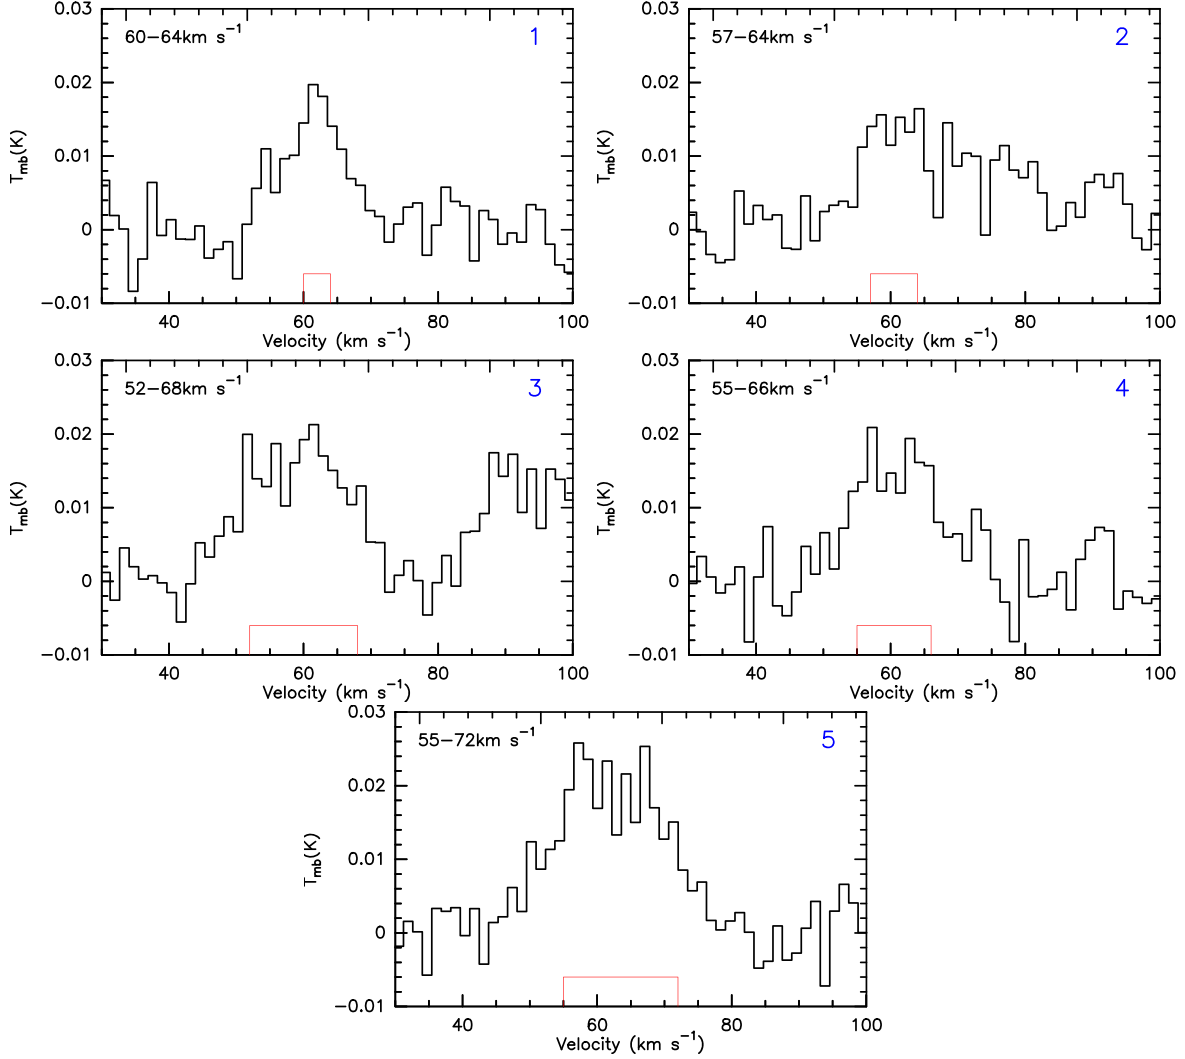 0.03
60−64km s⁻¹ 1
0.02
0.01
0
−0.01
T_mb(K)
40 60 80 100
Velocity (km s⁻¹)
0.03
57−64km s⁻¹ 2
0.02
0.01
0
−0.01
T_mb(K)
40 60 80 100
Velocity (km s⁻¹)
0.03
52−68km s⁻¹ 3
0.02
0.01
0
−0.01
T_mb(K)
40 60 80 100
Velocity (km s⁻¹)
0.03
55−66km s⁻¹ 4
0.02
0.01
0
−0.01
T_mb(K)
40 60 80 100
Velocity (km s⁻¹)
0.03
55−72km s⁻¹ 5
0.02
0.01
0
−0.01
T_mb(K)
40 60 80 100
Velocity (km s⁻¹)